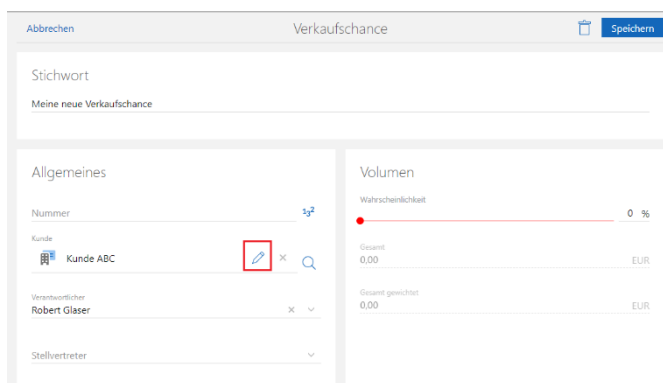 Abbrechen
Verkaufschance
Speichern
Stichwort
Meine neue Verkaufschance
Allgemeines
Nummer
Kunde
Kunde ABC
Verantwortlicher
Robert Glaser
Stellvertreter
Volumen
Wahrscheinlichkeit
0 %
Gesamt
0,00 EUR
Gesamt gewichtet
0,00 EUR